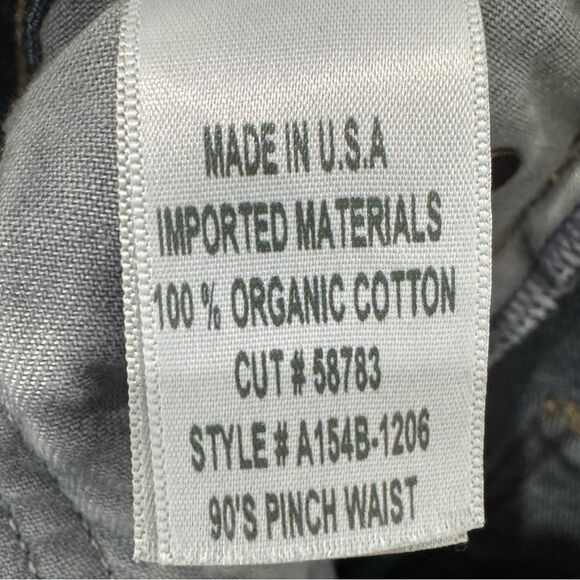 MADE IN U.S.A
IMPORTED MATERIALS
100 % ORGANIC COTTON
CUT # 58783
STYLE # A154B-1206
90'S PINCH WAIST